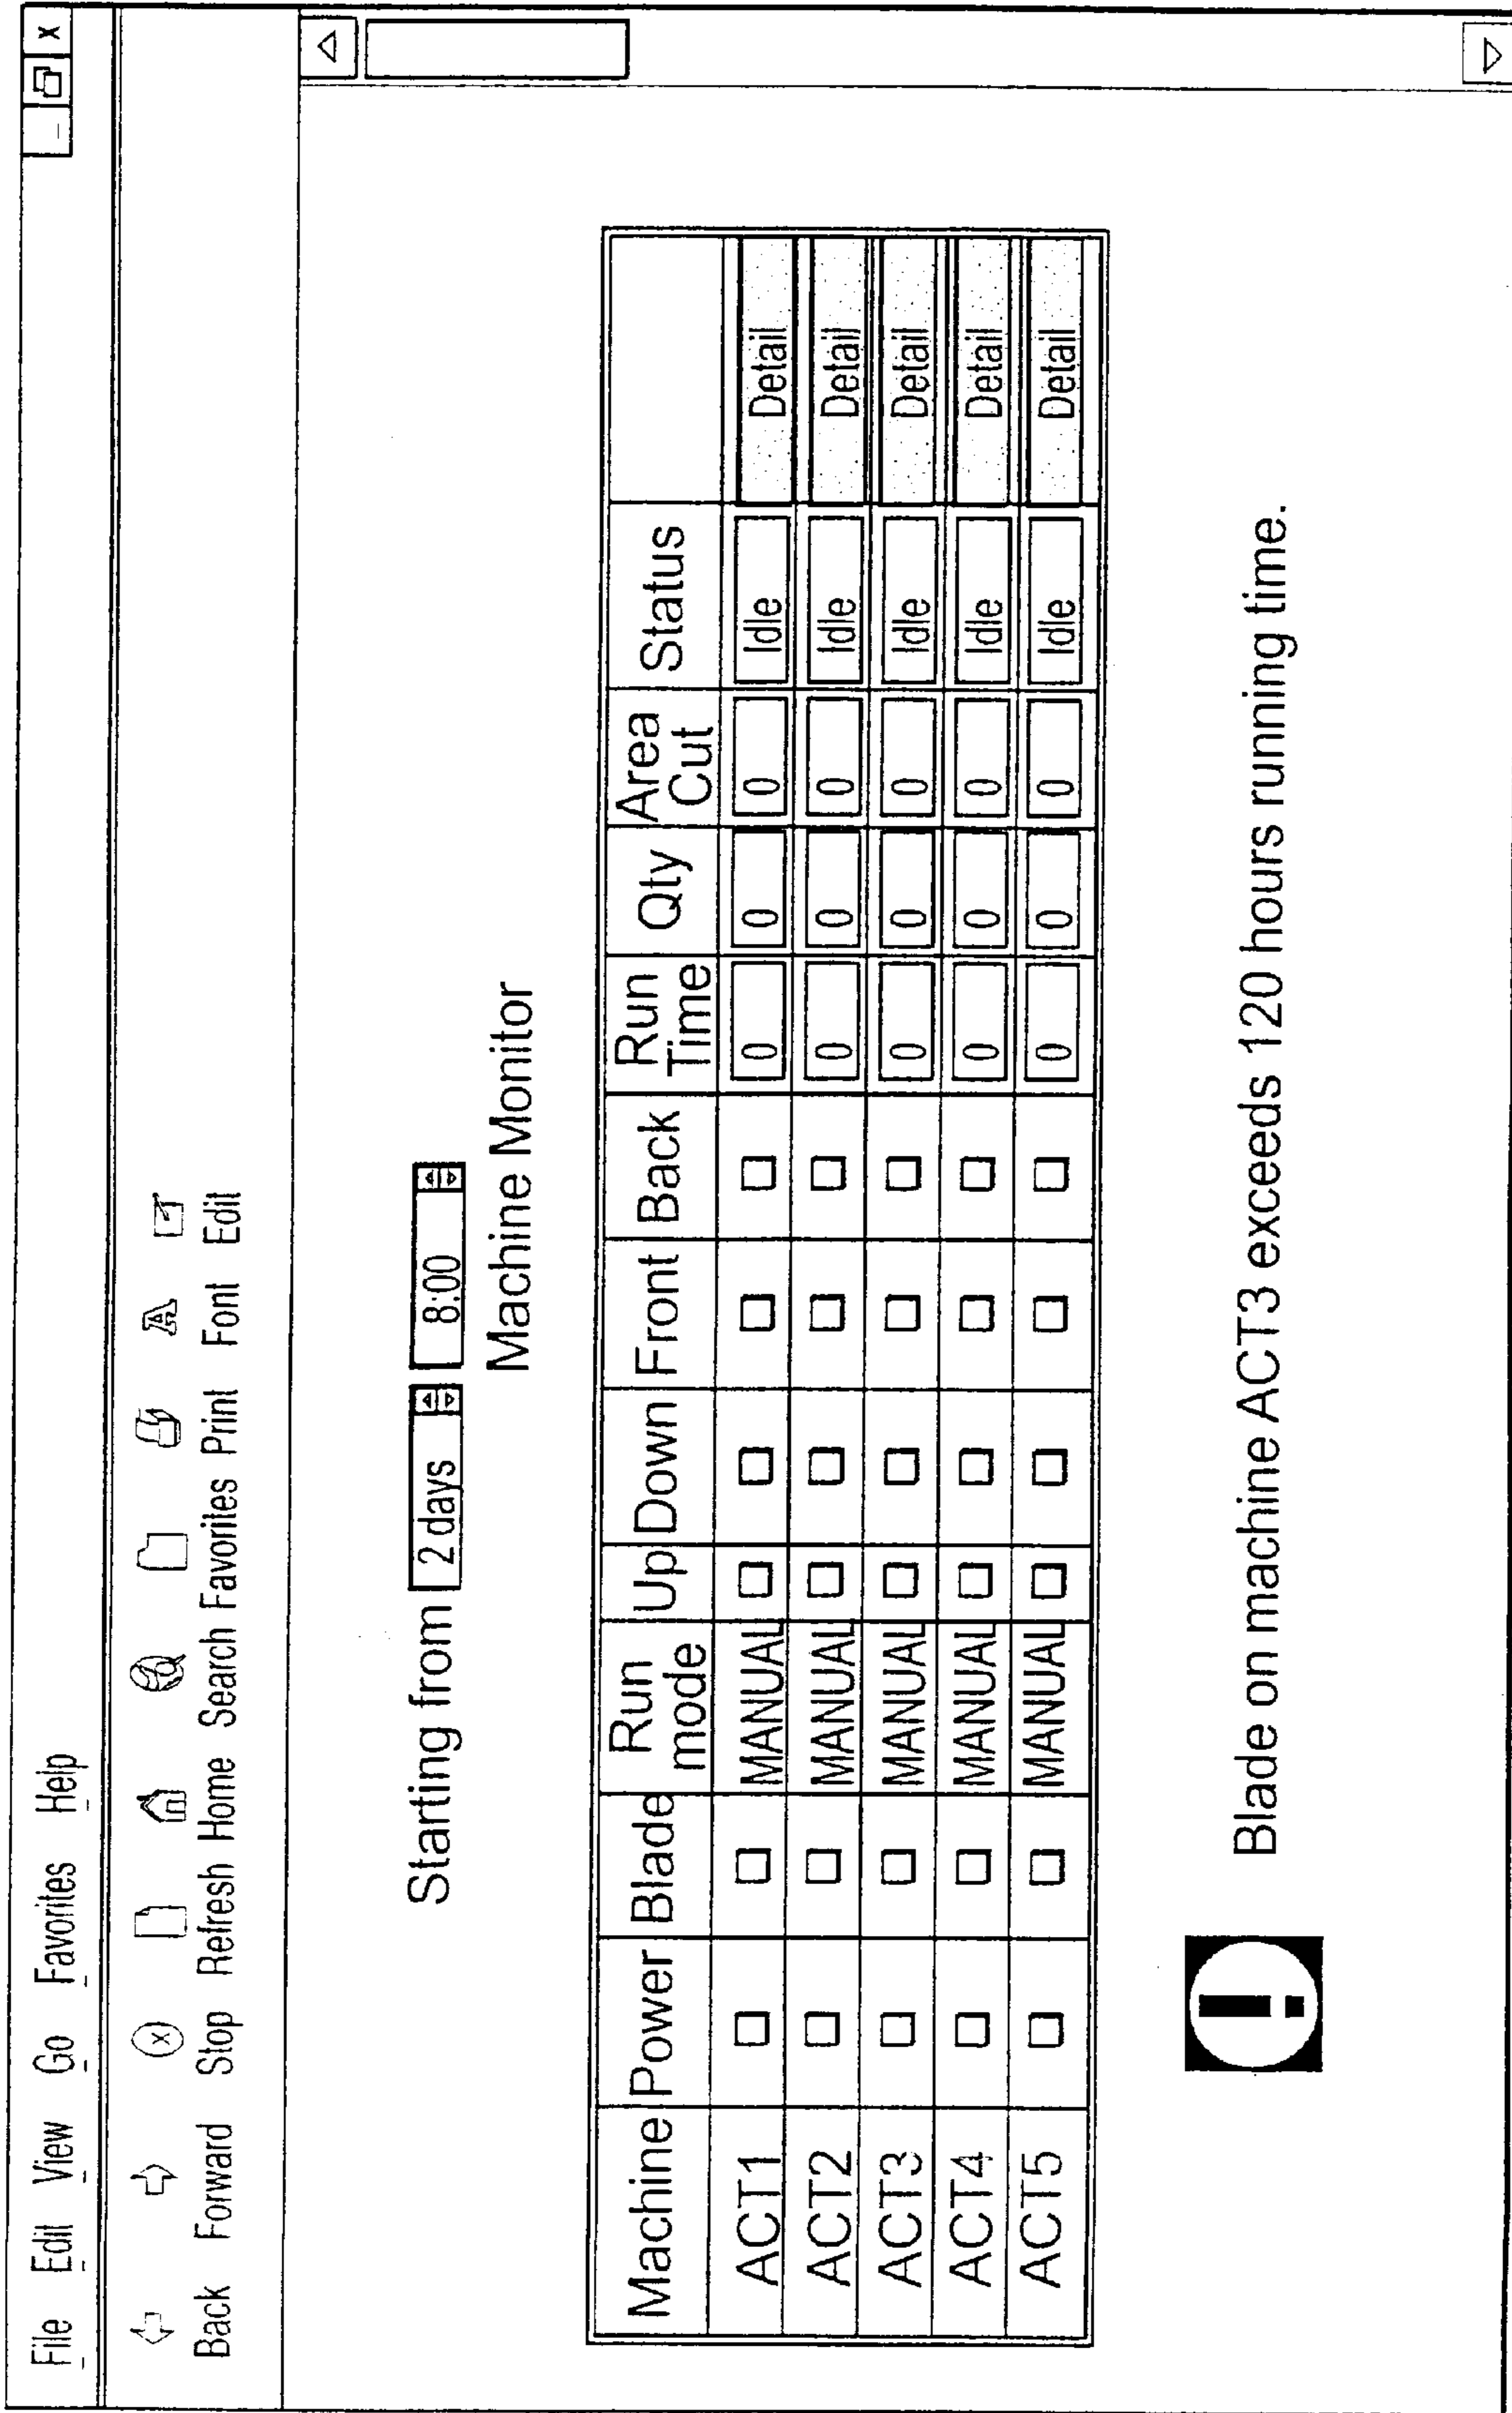 File Edit View Go Favorites Help
Back Forward Stop Refresh Home Search Favorites Print Font Edit
Starting from 2 days 8:00
Machine Monitor
Machine Power Blade Run mode Up Down Front Back Run Time Qty Area Cut Status
ACT1 MANUAL 0 0 0 Idle Detail
ACT2 MANUAL 0 0 0 Idle Detail
ACT3 MANUAL 0 0 0 Idle Detail
ACT4 MANUAL 0 0 0 Idle Detail
ACT5 MANUAL 0 0 0 Idle Detail
! Blade on machine ACT3 exceeds 120 hours running time.